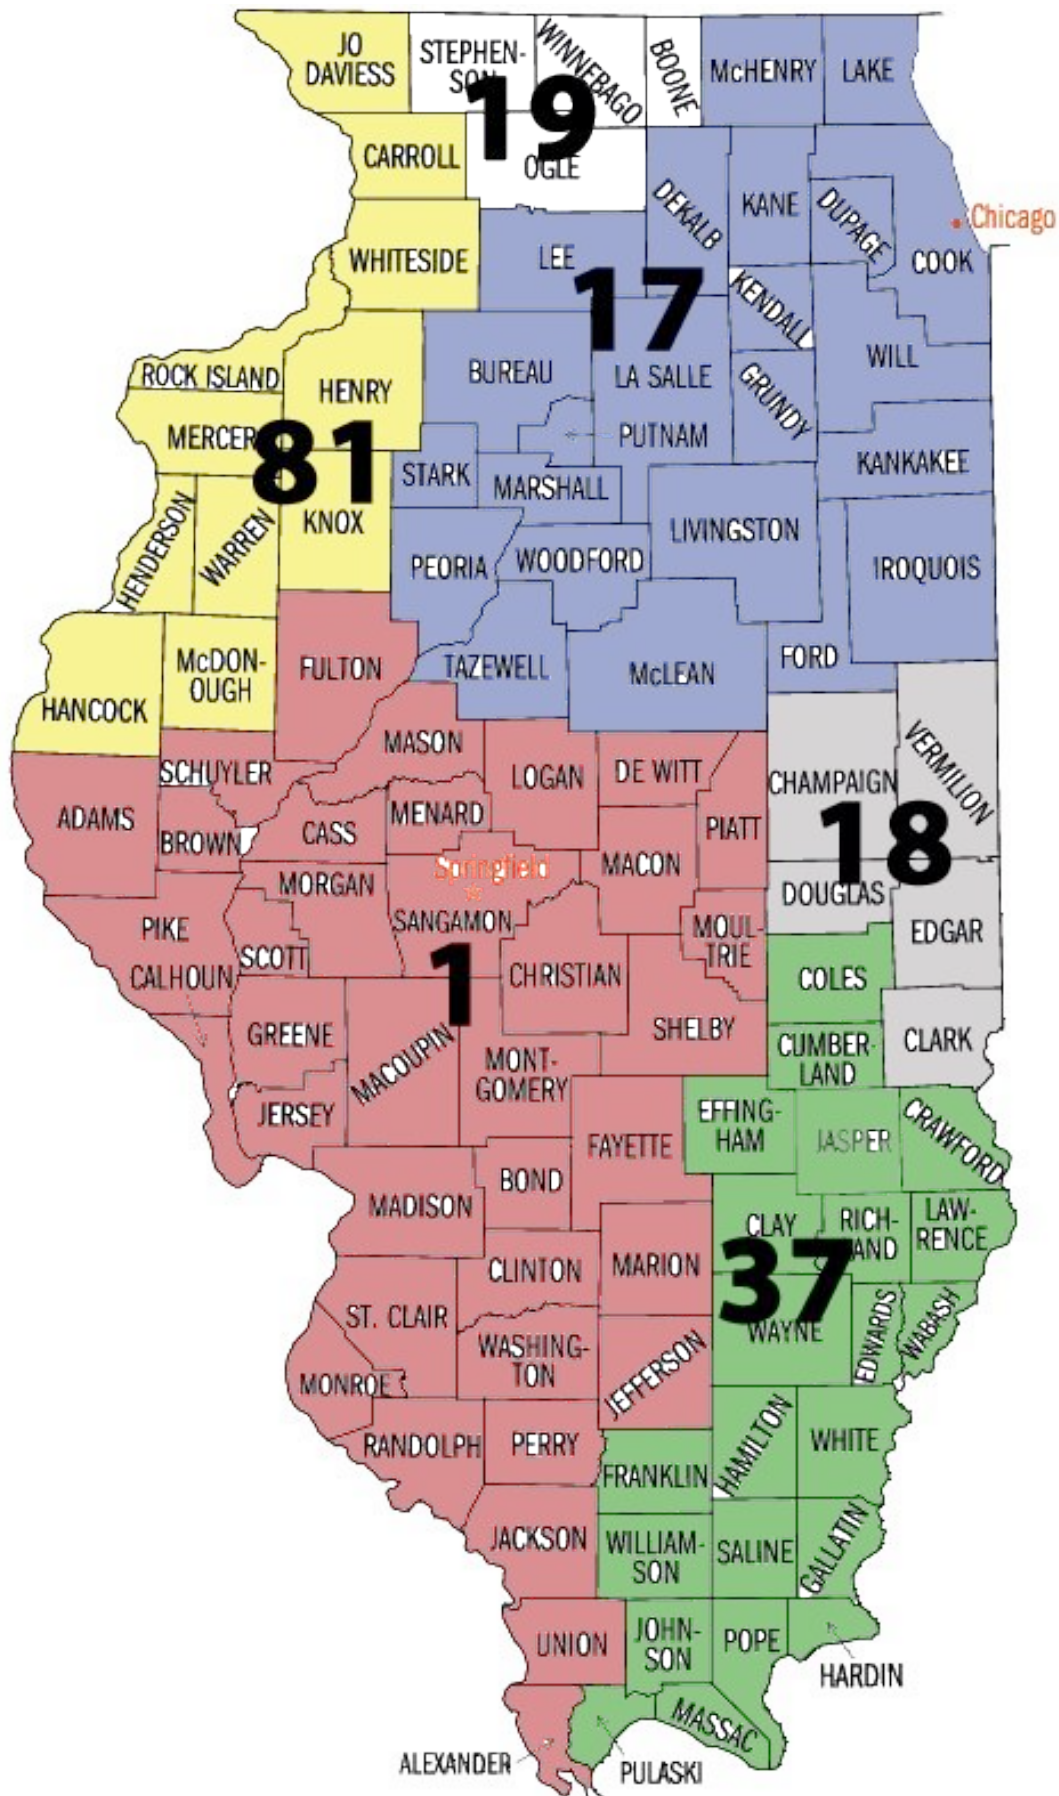 JO
DAVIESS
STEPHEN-
SON
WINNEBAGO
BOONE
McHENRY
LAKE
19
CARROLL
OGLE
DEKALB
KANE
DUPAGE
Chicago
COOK
WHITESIDE
LEE
17
KENDALL
ROCK ISLAND
HENRY
BUREAU
LA SALLE
GRUNDY
WILL
MERCER
81
PUTNAM
STARK
MARSHALL
KANKAKEE
HENDERSON
WARREN
KNOX
PEORIA
WOODFORD
LIVINGSTON
IROQUOIS
HANCOCK
McDON-
OUGH
FULTON
TAZEWELL
McLEAN
FORD
SCHUYLER
MASON
LOGAN
DE WITT
CHAMPAIGN
VERMILION
ADAMS
BROWN
CASS
MENARD
PIATT
18
MORGAN
Springfield
MACON
DOUGLAS
PIKE
SCOTT
SANGAMON
MOUL-
TRIE
EDGAR
CALHOUN
1
CHRISTIAN
COLES
GREENE
MACOUPIN
MONT-
GOMERY
SHELBY
CUMBER-
LAND
CLARK
JERSEY
FAYETTE
EFFING-
HAM
JASPER
CRAWFORD
MADISON
BOND
CLAY
RICH-
LAND
LAW-
RENCE
37
CLINTON
MARION
WAYNE
EDWARDS
WABASH
ST. CLAIR
WASHING-
TON
JEFFERSON
MONROE
RANDOLPH
PERRY
FRANKLIN
HAMILTON
WHITE
JACKSON
WILLIAM-
SON
SALINE
GALLATIN
UNION
JOHN-
SON
POPE
HARDIN
MASSAC
ALEXANDER
PULASKI